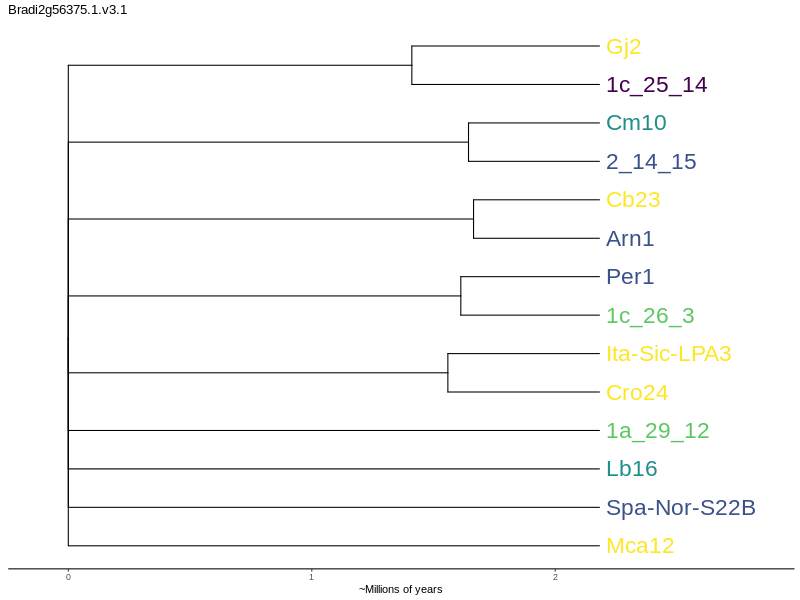 Bradi2g56375.1.v3.1
Gj2
1c_25_14
Cm10
2_14_15
Cb23
Arn1
Per1
1c_26_3
Ita-Sic-LPA3
Cro24
1a_29_12
Lb16
Spa-Nor-S22B
Mca12
0 1 2
~Millions of years